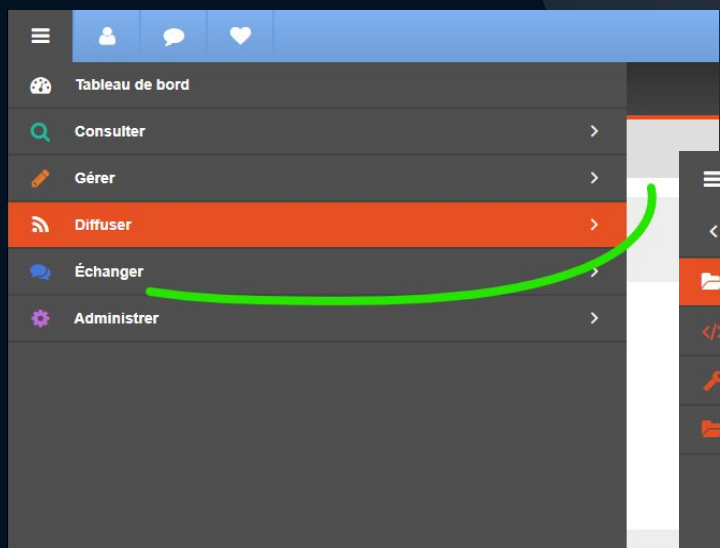 Tableau de bord
Consulter
Gérer
Diffuser
Échanger
Administrer